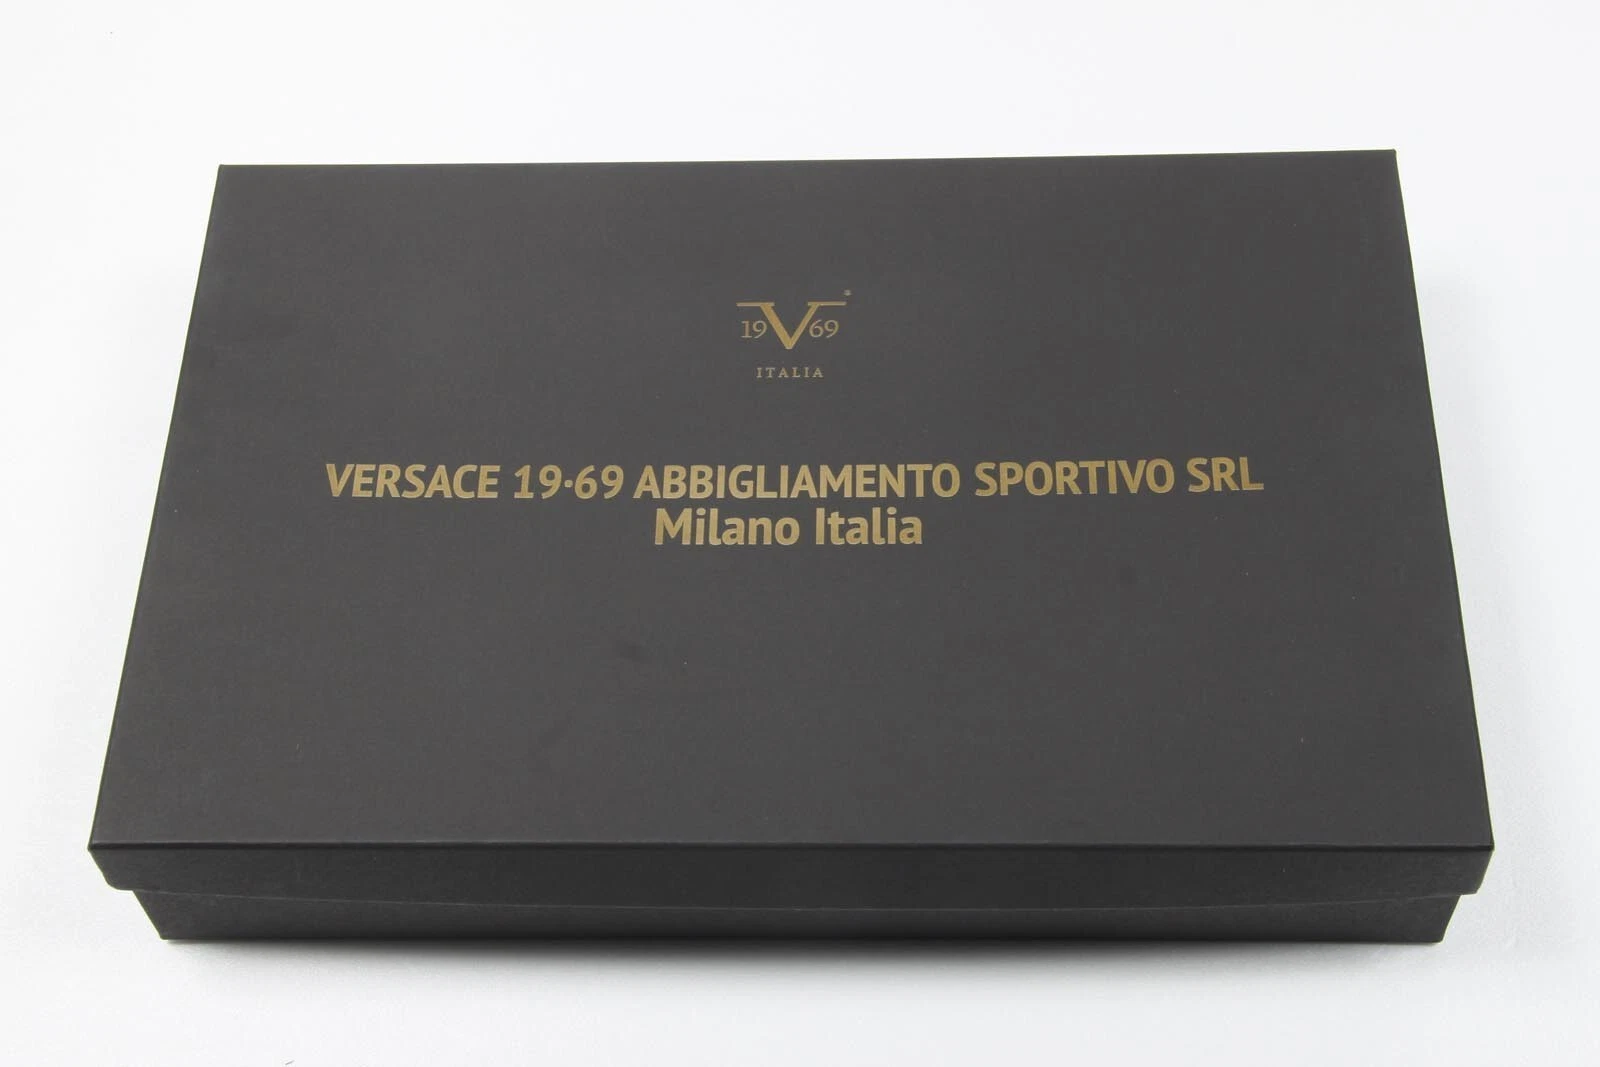 19V69®
ITALIA
VERSACE 19•69 ABBIGLIAMENTO SPORTIVO SRL
Milano Italia